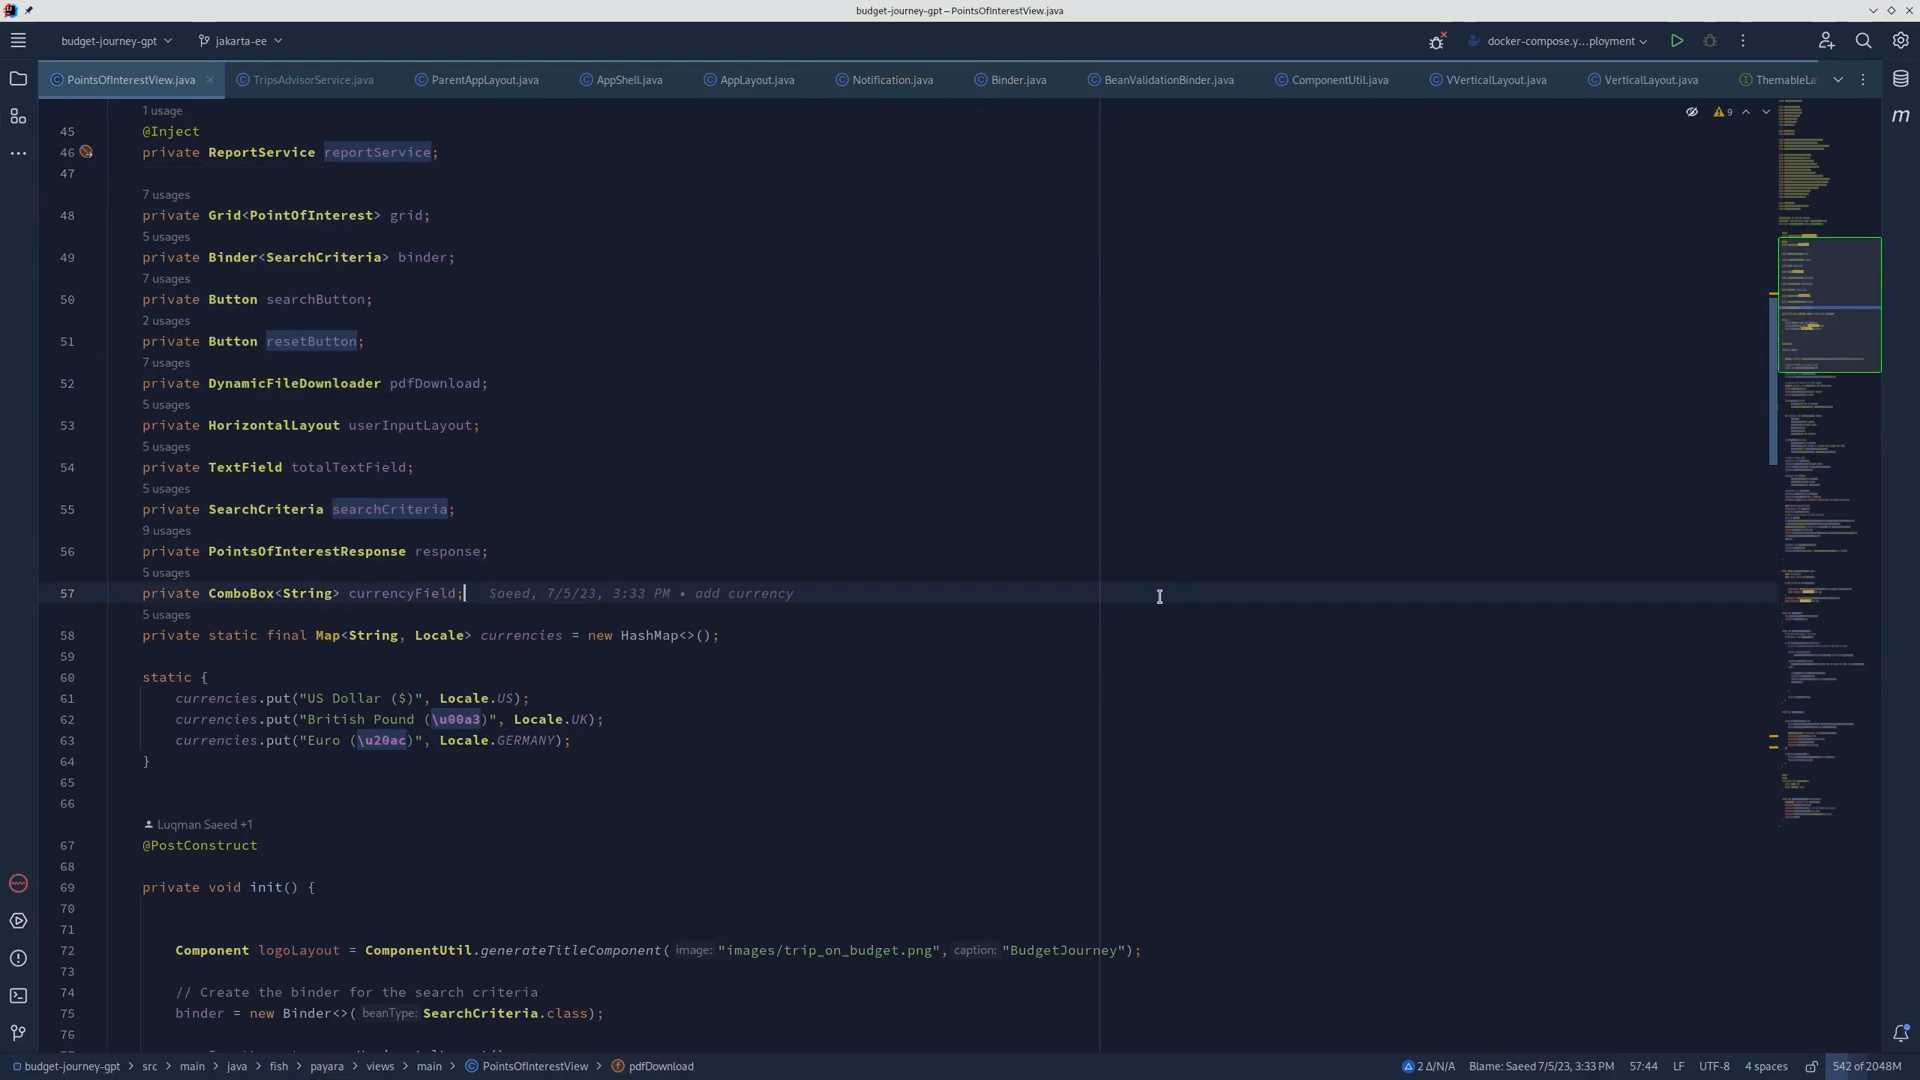 budget-journey-gpt – PointsOfInterestView.java
budget-journey-gpt
jakarta-ee
docker-compose.y...ployment
PointsOfInterestView.java
TripsAdvisorService.java
ParentAppLayout.java
AppShell.java
AppLayout.java
Notification.java
Binder.java
BeanValidationBinder.java
ComponentUtil.java
VVerticalLayout.java
VerticalLayout.java
ThemableLa
9
1 usage
45 @Inject
46 private ReportService reportService;
47
7 usages
48 private Grid<PointOfInterest> grid;
5 usages
49 private Binder<SearchCriteria> binder;
7 usages
50 private Button searchButton;
2 usages
51 private Button resetButton;
7 usages
52 private DynamicFileDownloader pdfDownload;
5 usages
53 private HorizontalLayout userInputLayout;
5 usages
54 private TextField totalTextField;
5 usages
55 private SearchCriteria searchCriteria;
9 usages
56 private PointsOfInterestResponse response;
5 usages
57 private ComboBox<String> currencyField; Saeed, 7/5/23, 3:33 PM • add currency
5 usages
58 private static final Map<String, Locale> currencies = new HashMap<>();
59
60 static {
61 currencies.put("US Dollar ($)", Locale.US);
62 currencies.put("British Pound (\u00a3)", Locale.UK);
63 currencies.put("Euro (\u20ac)", Locale.GERMANY);
64 }
65
66
Luqman Saeed +1
67 @PostConstruct
68
69 private void init() {
70
71
72 Component logoLayout = ComponentUtil.generateTitleComponent( image: "images/trip_on_budget.png", caption: "BudgetJourney");
73
74 // Create the binder for the search criteria
75 binder = new Binder<>( beanType: SearchCriteria.class);
76
budget-journey-gpt
src
main
java
fish
payara
views
main
PointsOfInterestView
pdfDownload
2 Δ/N/A
Blame: Saeed 7/5/23, 3:33 PM
57:44
LF
UTF-8
4 spaces
542 of 2048M
m